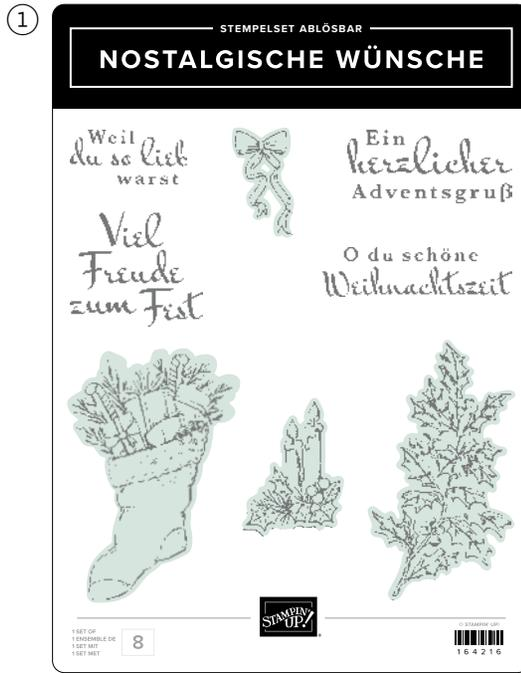 1
STEMPELSET ABLÖSBAR
NOSTALGISCHE WÜNSCHE
Weil
du so lieb
warst
Ein
herzlicher
Adventsgruß
Viel
Freude
zum Fest
O du schöne
Weihnachtszeit
STAMPIN' UP!®
1 SET OF
1 ENSEMBLE DE
1 SET MIT
1 SET MET
8
© STAMPIN' UP!
164216